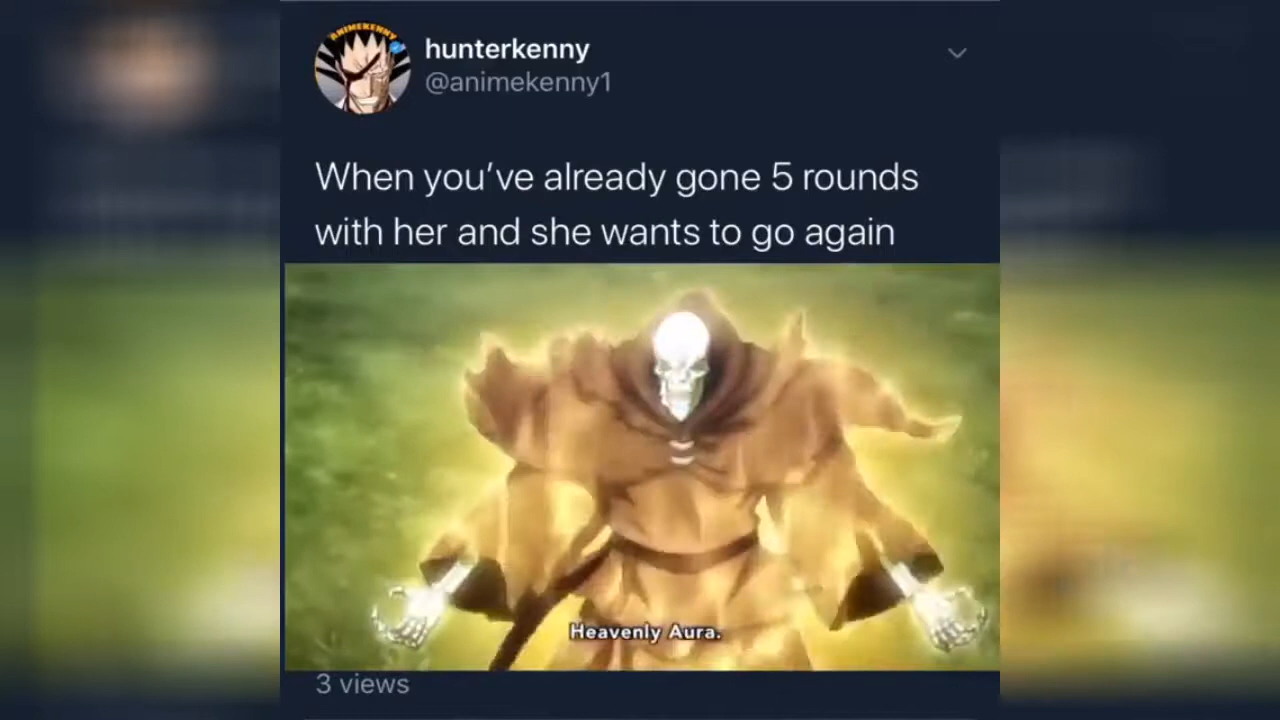 ANIMEKENNY
hunterkenny
@animekenny1
When you've already gone 5 rounds
with her and she wants to go again
Heavenly Aura.
3 views